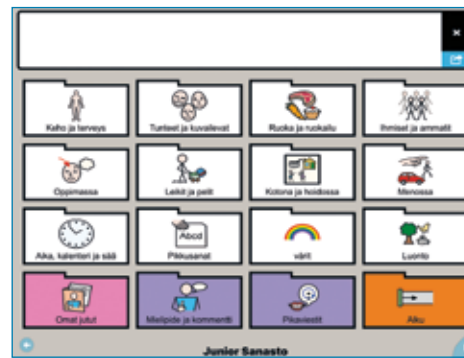 Keho ja terveys
Tunteet ja kuvailevat
Ruoka ja ruokailu
Ihmiset ja ammatit
Oppimassa
Leikit ja pelit
Kotona ja hoidossa
Menossa
Aika, kalenteri ja sää
Abcd
Pikkusanat
värit
Luonto
Omat jutut
Mielipide ja kommentti
Pikaviestit
Alku
Junior Sanasto